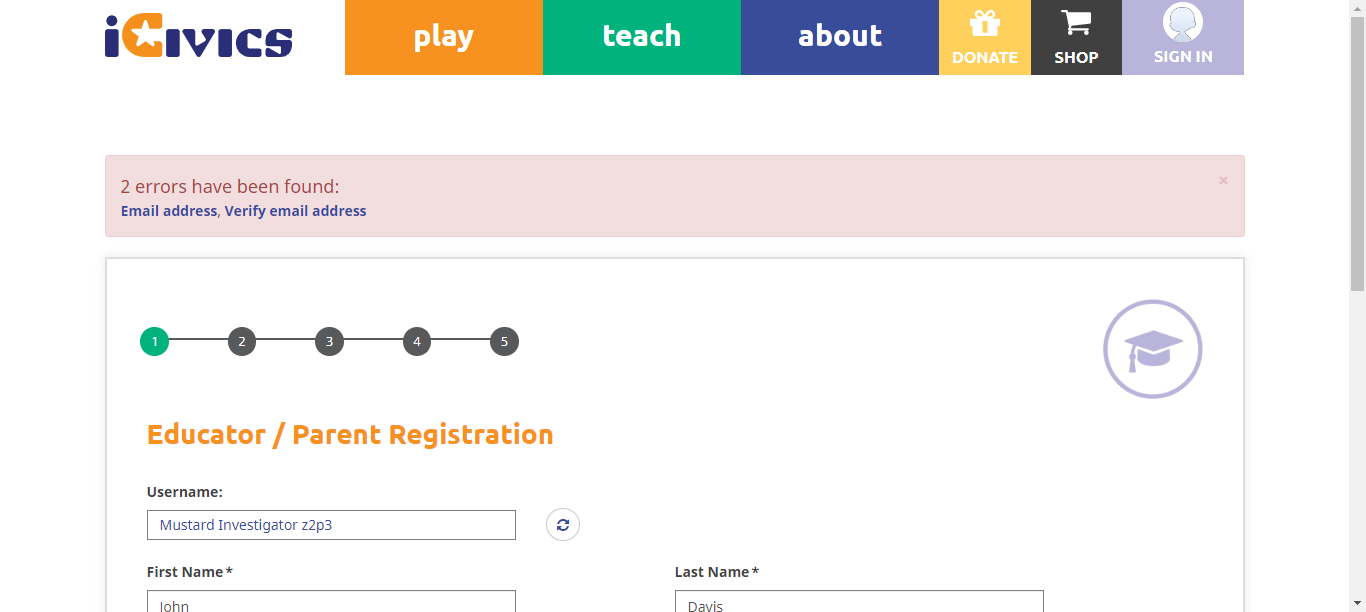 iCivics
play
teach
about
DONATE
SHOP
SIGN IN
2 errors have been found:
×
Email address, Verify email address
1
2
3
4
5
Educator / Parent Registration
Username:
Mustard Investigator z2p3
First Name*
Last Name*
John
Davis